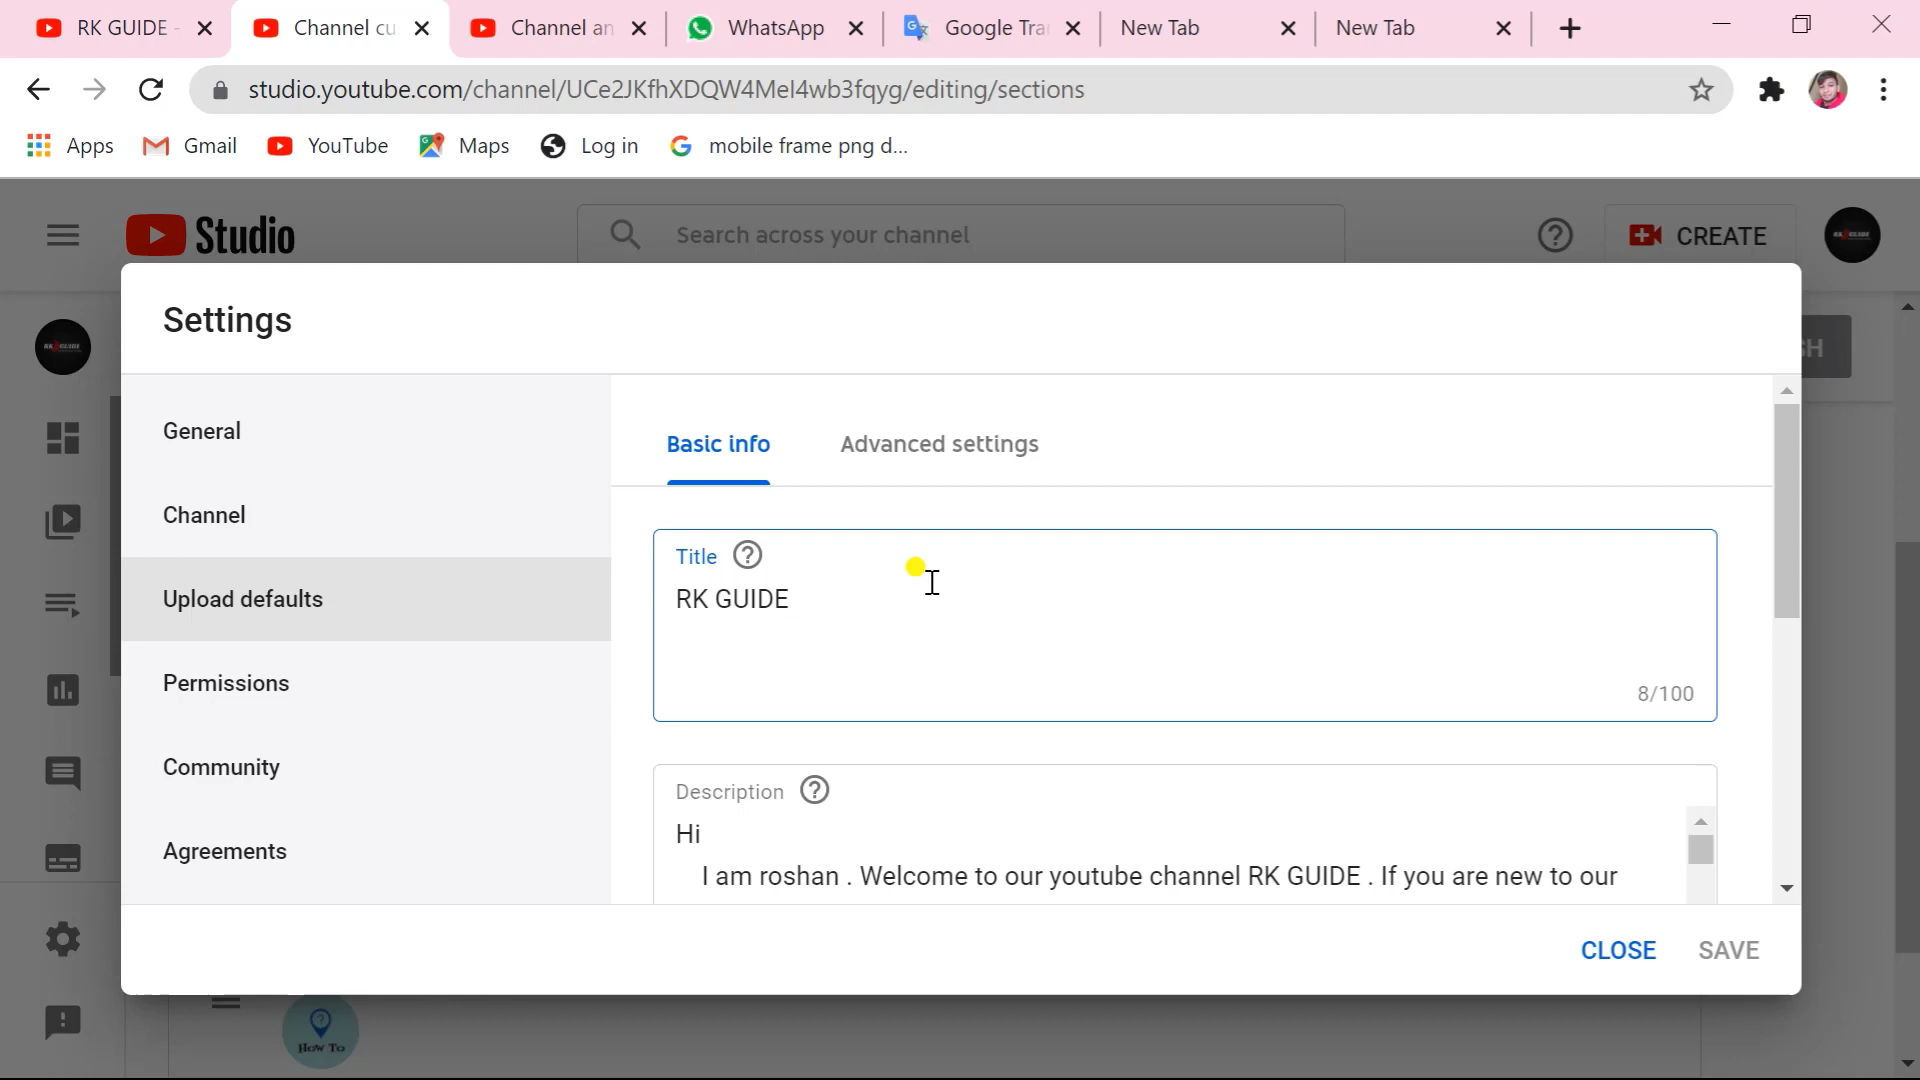 RK GUIDE -
Channel cu
Channel an
WhatsApp
Google Tra
New Tab
New Tab
studio.youtube.com/channel/UCe2JKfhXDQW4MeI4wb3fqyg/editing/sections
Apps
Gmail
YouTube
Maps
Log in
mobile frame png d...
Studio
Search across your channel
CREATE
Settings
SH
General
Basic info
Advanced settings
Channel
Title
Upload defaults
RK GUIDE
Permissions
8/100
Community
Description
Hi
Agreements
I am roshan . Welcome to our youtube channel RK GUIDE . If you are new to our
CLOSE
SAVE
How To